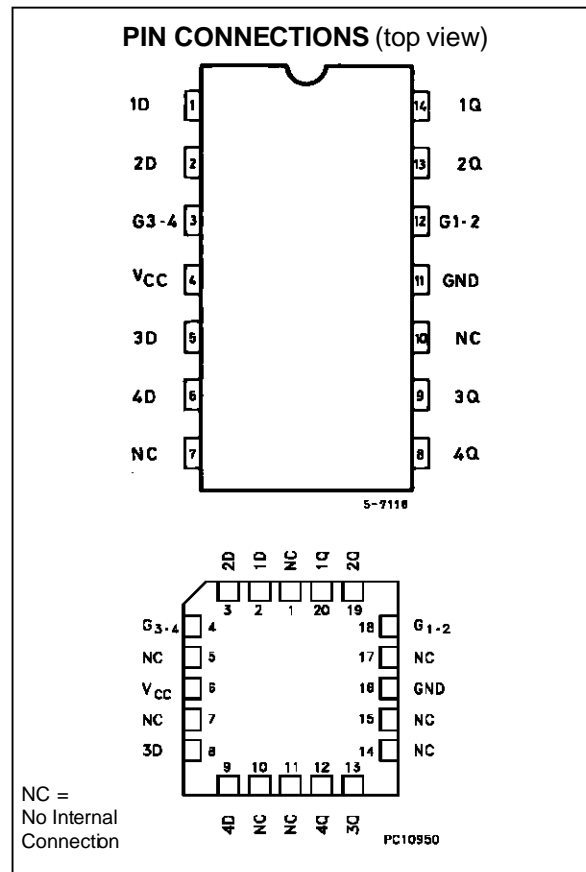 PIN CONNECTIONS (top view)
1D 1 14 1Q
2D 2 13 2Q
G3-4 3 12 G1-2
VCC 4 11 GND
3D 5 10 NC
4D 6 9 3Q
NC 7 8 4Q
5-7116
2D 1D NC 1Q 2Q
3 2 1 20 19
G3-4 4 18 G1-2
NC 5 17 NC
VCC 6 16 GND
NC 7 15 NC
3D 8 14 NC
9 10 11 12 13
4D NC NC 4Q 3Q
NC =
No Internal
Connection
PC10950